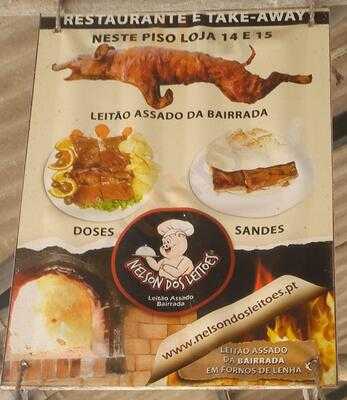 RESTAURANTE E TAKE-AWAY
NESTE PISO LOJA 14 E 15
LEITÃO ASSADO DA BAIRRADA
DOSES
SANDES
NELSON DOS LEITOES
Leitão Assado
Bairrada
www.nelsondosleitoes.pt
LEITÃO ASSADO
DA BAIRRADA
EM FORNOS DE LENHA